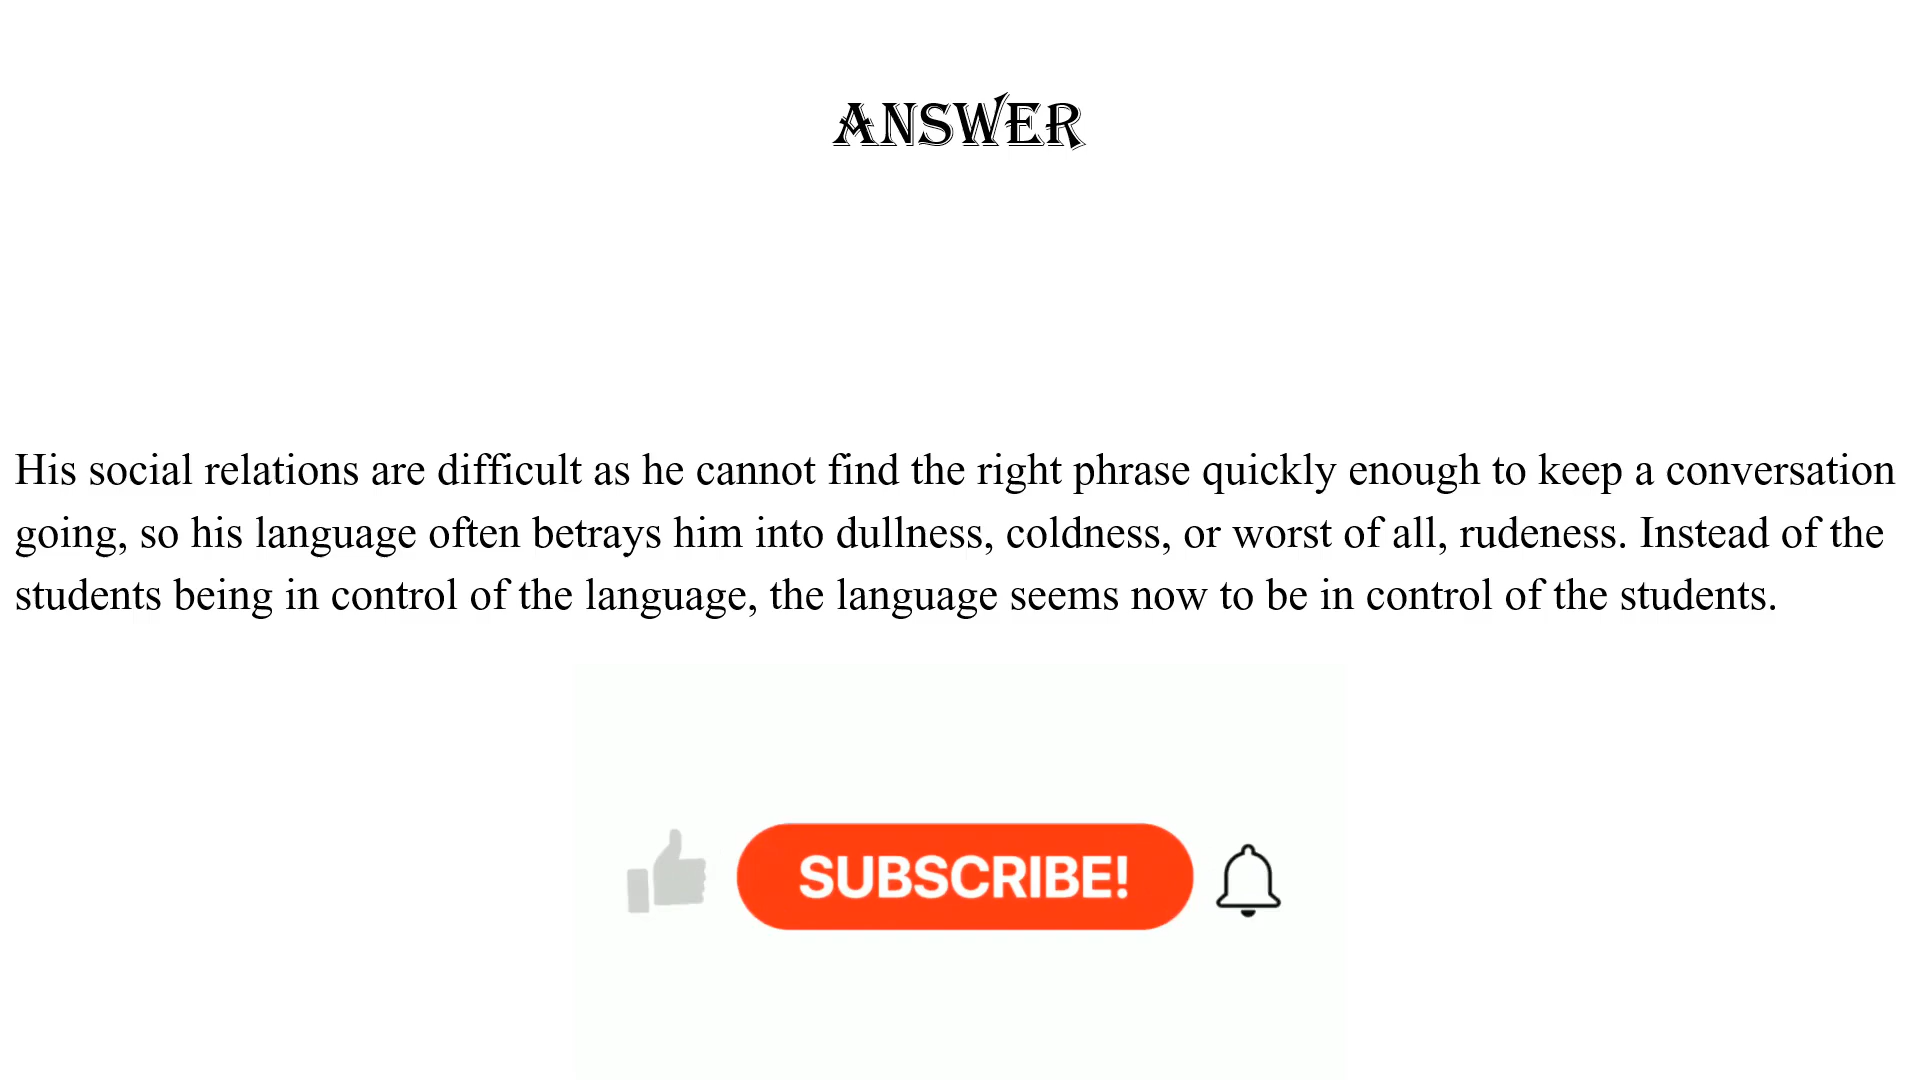 ANSWER
His social relations are difficult as he cannot find the right phrase quickly enough to keep a conversation
going, so his language often betrays him into dullness, coldness, or worst of all, rudeness. Instead of the
students being in control of the language, the language seems now to be in control of the students.
SUBSCRIBE!